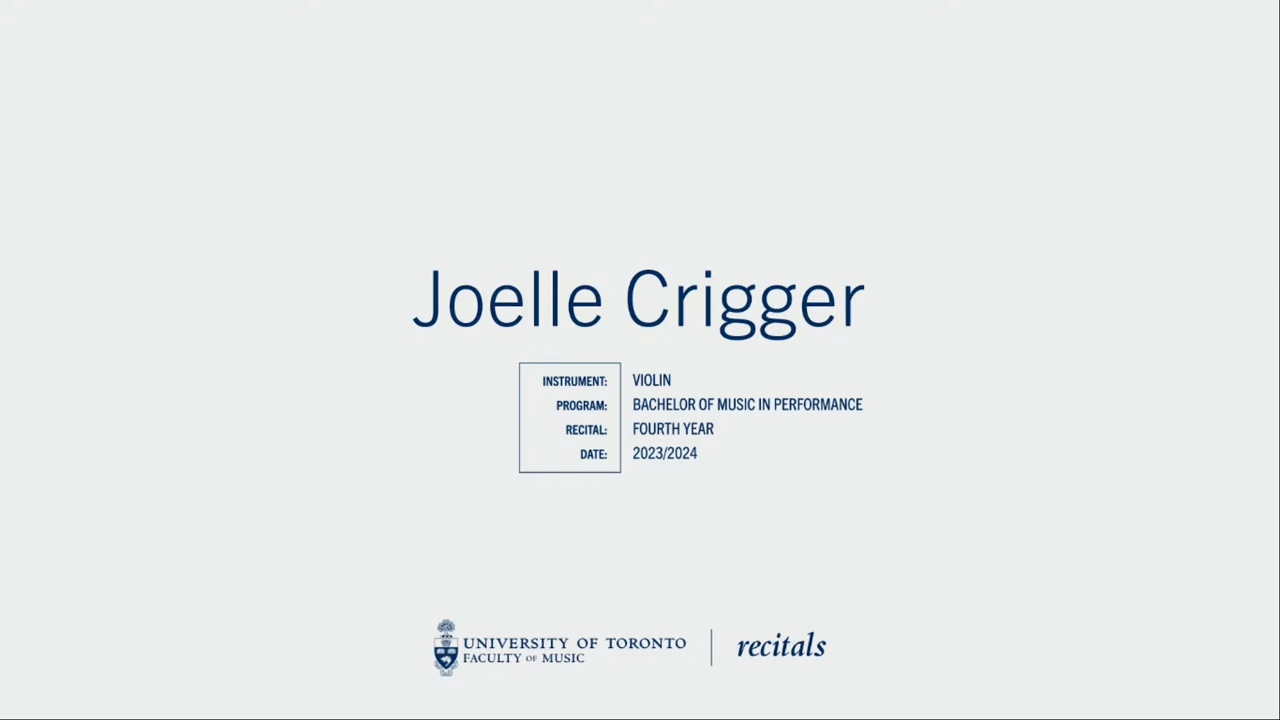 Joelle Crigger
INSTRUMENT: VIOLIN
PROGRAM: BACHELOR OF MUSIC IN PERFORMANCE
RECITAL: FOURTH YEAR
DATE: 2023/2024
UNIVERSITY OF TORONTO
FACULTY OF MUSIC
recitals